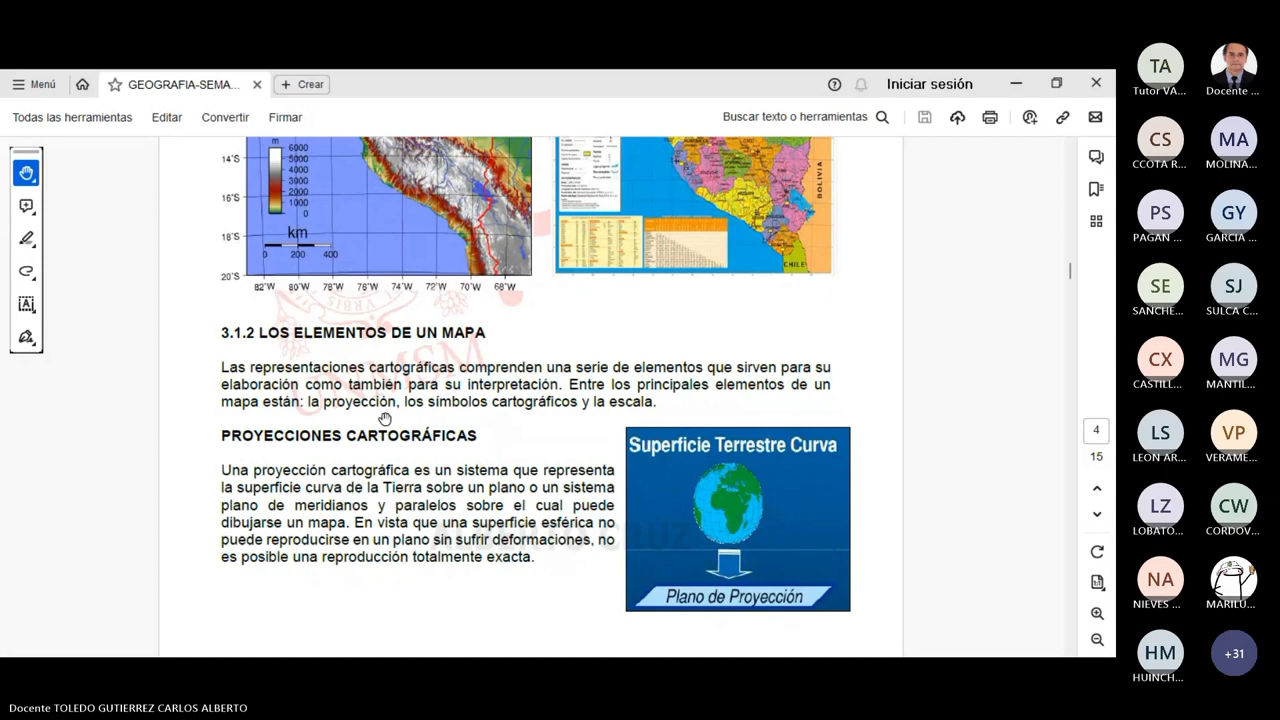 Menú
GEOGRAFIA-SEMA...
Crear
Iniciar sesión
Todas las herramientas
Editar
Convertir
Firmar
Buscar texto o herramientas
m
6000
5000
4000
3000
2000
1000
0
14°S
16°S
18°S
20°S
km
0 200 400
82°W 80°W 78°W 76°W 74°W 72°W 70°W 68°W
BOLIVIA
CHILE
3.1.2 LOS ELEMENTOS DE UN MAPA
Las representaciones cartográficas comprenden una serie de elementos que sirven para su
elaboración como también para su interpretación. Entre los principales elementos de un
mapa están: la proyección, los símbolos cartográficos y la escala.
UNMSM
PROYECCIONES CARTOGRÁFICAS
Una proyección cartográfica es un sistema que representa
la superficie curva de la Tierra sobre un plano o un sistema
plano de meridianos y paralelos sobre el cual puede
dibujarse un mapa. En vista que una superficie esférica no
puede reproducirse en un plano sin sufrir deformaciones, no
es posible una reproducción totalmente exacta.
Superficie Terrestre Curva
Plano de Proyección
4
15
TA
Tutor VA...
Docente ...
CS
CCOTA R...
MA
MOLINA...
PS
PAGAN ...
GY
GARCIA ...
SE
SANCHE...
SJ
SULCA C...
CX
CASTILL...
MG
MANTIL...
LS
LEON AR...
VP
VERAME...
LZ
LOBATO...
CW
CORDOV...
NA
NIEVES ...
MARILU...
HM
HUINCH...
+31
Docente TOLEDO GUTIERREZ CARLOS ALBERTO